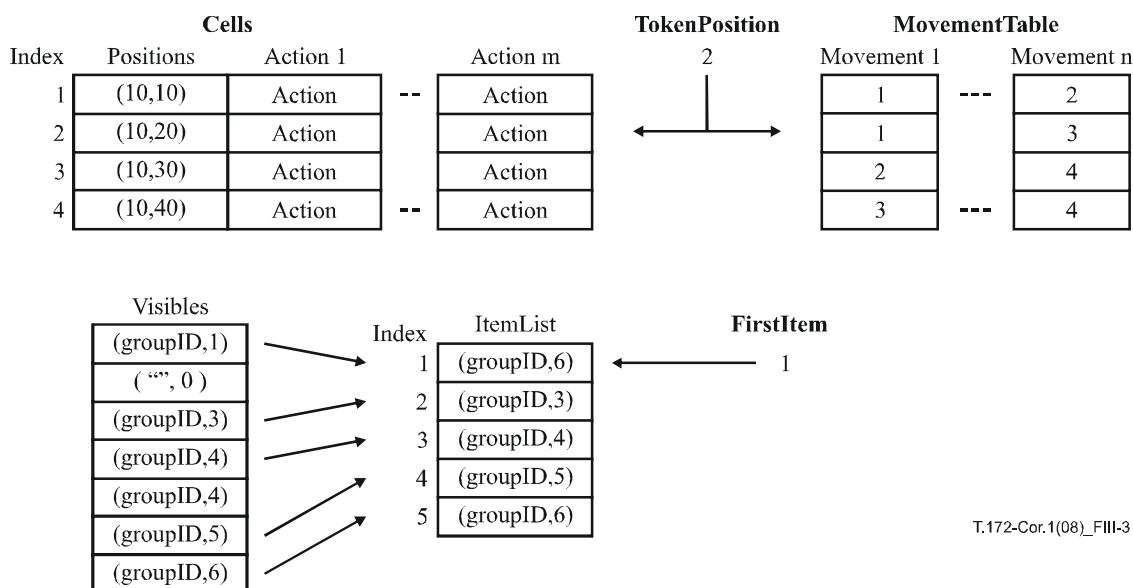 Cells TokenPosition MovementTable
Index Positions Action 1 Action m 2 Movement 1 Movement n
1 (10,10) Action -- Action 1 --- 2
2 (10,20) Action Action 1 3
3 (10,30) Action Action 2 4
4 (10,40) Action -- Action 3 --- 4
Visibles
Index ItemList FirstItem
(groupID,1) 1 (groupID,6) 1
( “”, 0 )
(groupID,3) 2 (groupID,3)
(groupID,4) 3 (groupID,4)
(groupID,4) 4 (groupID,5)
(groupID,5) 5 (groupID,6)
(groupID,6)
T.172-Cor.1(08)_FIII-3